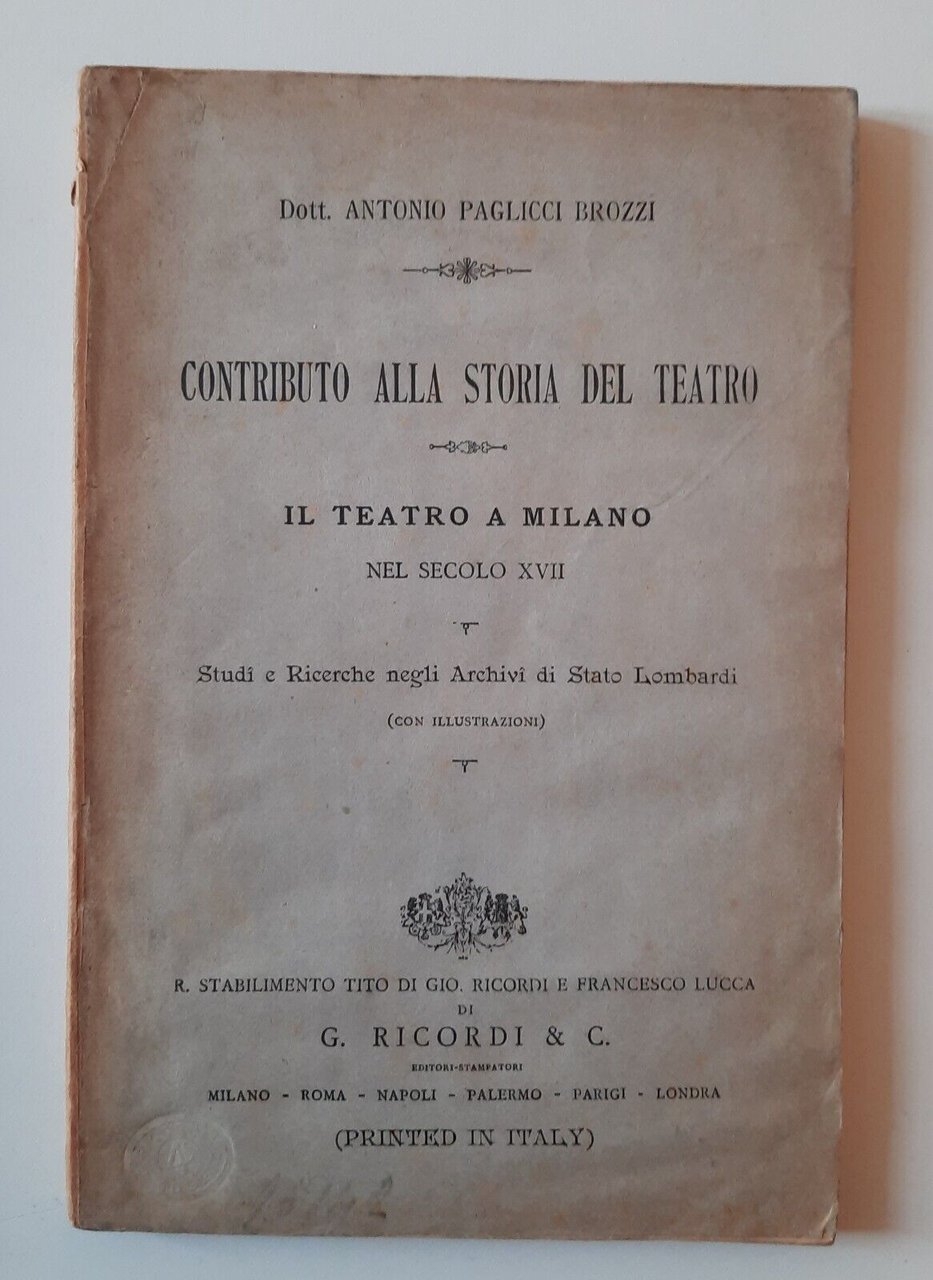 Dott. ANTONIO PAGLICCI BROZZI
CONTRIBUTO ALLA STORIA DEL TEATRO
IL TEATRO A MILANO
NEL SECOLO XVII
Studî e Ricerche negli Archivî di Stato Lombardi
(CON ILLUSTRAZIONI)
R. STABILIMENTO TITO DI GIO. RICORDI E FRANCESCO LUCCA
DI
G. RICORDI & C.
EDITORI-STAMPATORI
MILANO - ROMA - NAPOLI - PALERMO - PARIGI - LONDRA
(PRINTED IN ITALY)